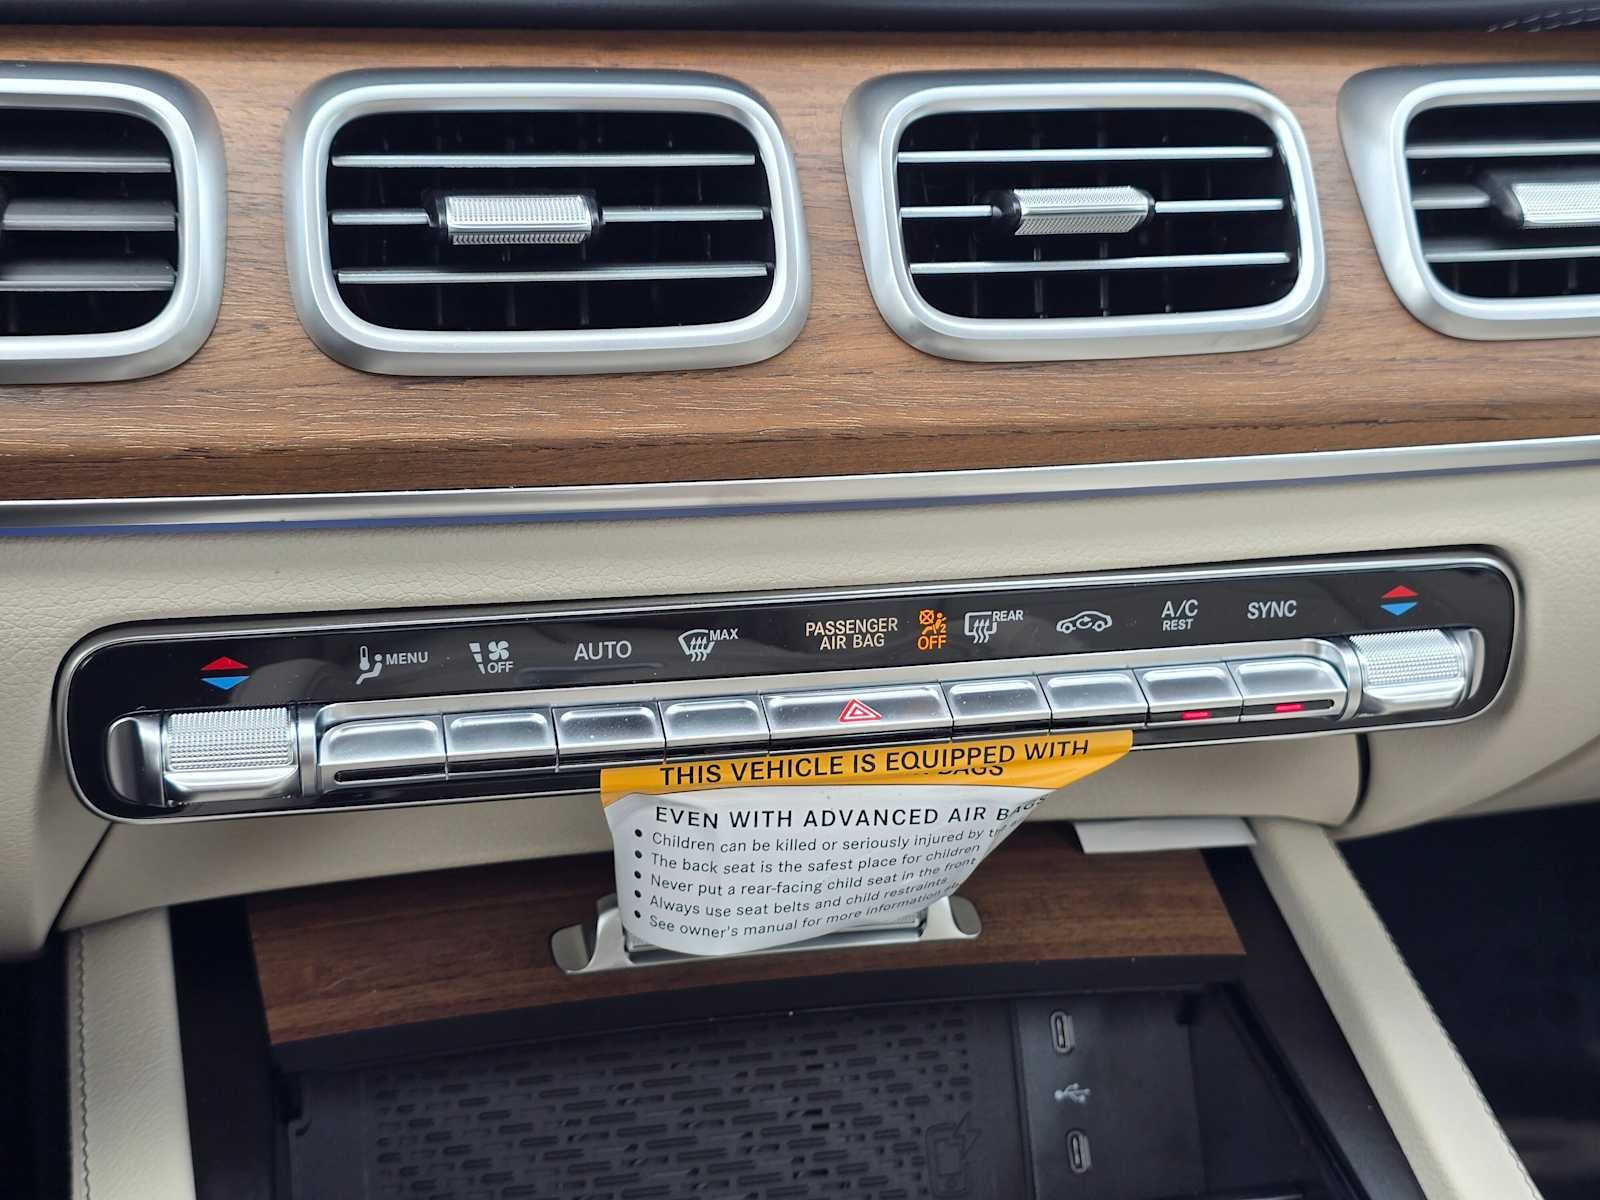 MENU
OFF
AUTO
MAX
PASSENGER
AIR BAG
2
OFF
REAR
A/C
REST
SYNC
THIS VEHICLE IS EQUIPPED WITH
BAGS
EVEN WITH ADVANCED AIR BAGS
• Children can be killed or seriously injured by
• The back seat is the safest place for children
• Never put a rear-facing child seat in the front
• Always use seat belts and child restraints
• See owner's manual for more information